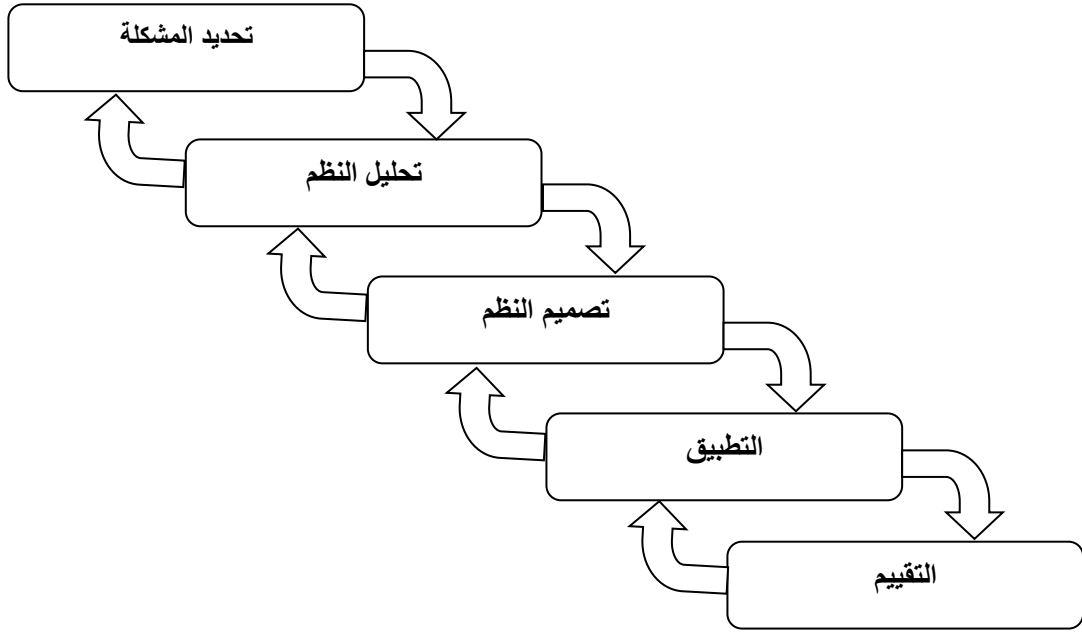 تحديد المشكلة
تحليل النظم
تصميم النظم
التطبيق
التقييم